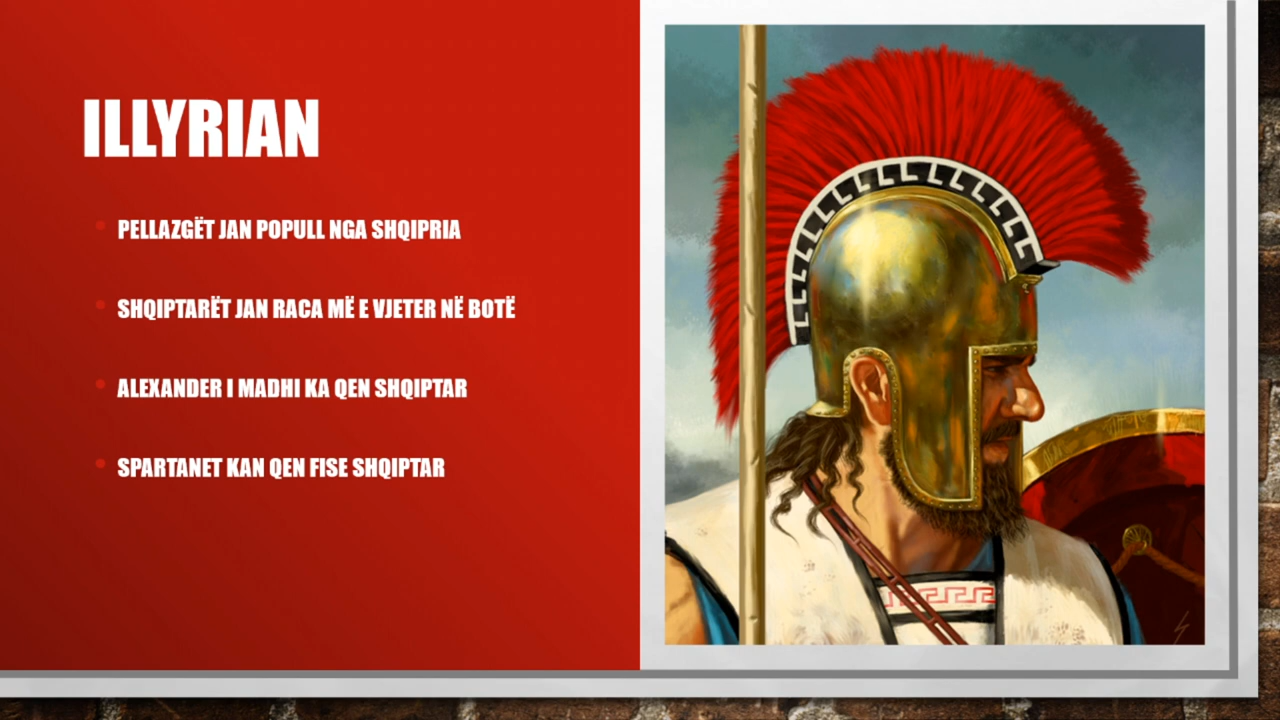 ILLYRIAN
PELLAZGËT JAN POPULL NGA SHQIPRIA
SHQIPTARËT JAN RACA MË E VJETER NË BOTË
ALEXANDER I MADHI KA QEN SHQIPTAR
SPARTANET KAN QEN FISE SHQIPTAR